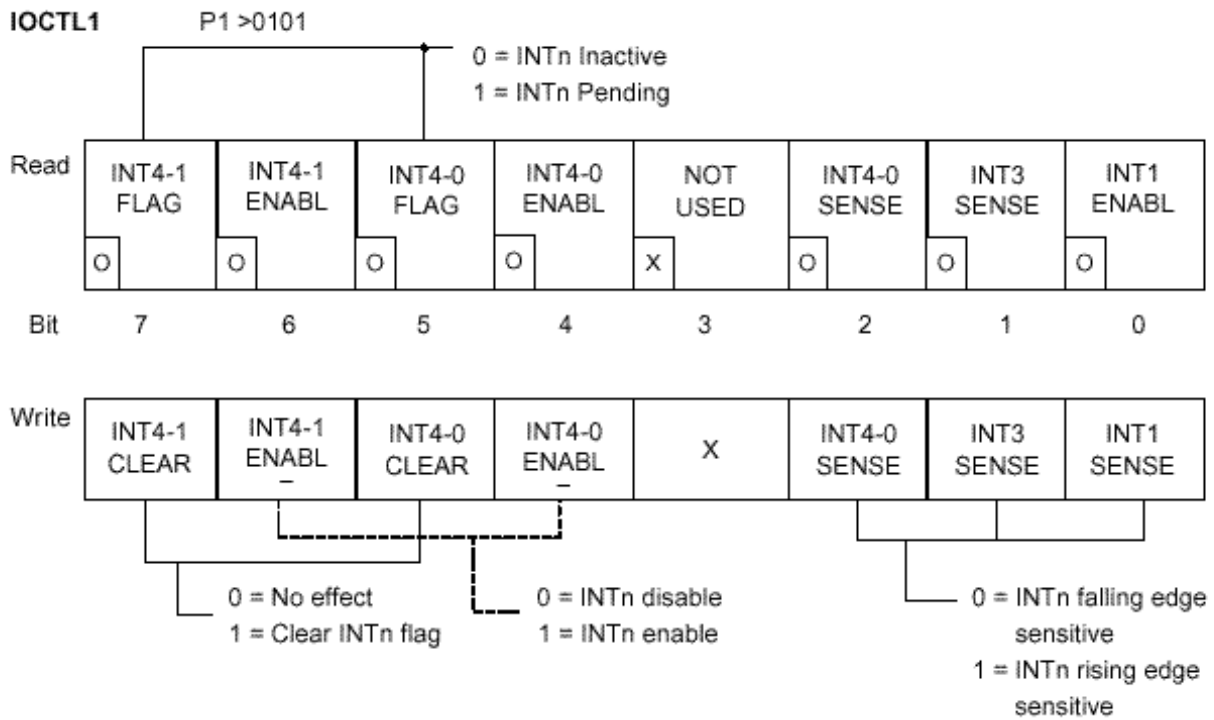 IOCTL1 P1 >0101
0 = INTn Inactive
1 = INTn Pending
Read
INT4-1 FLAG
INT4-1 ENABL
INT4-0 FLAG
INT4-0 ENABL
NOT USED
INT4-0 SENSE
INT3 SENSE
INT1 ENABL
O O O O X O O O
Bit 7 6 5 4 3 2 1 0
Write
INT4-1 CLEAR
INT4-1 ENABL
INT4-0 CLEAR
INT4-0 ENABL
X
INT4-0 SENSE
INT3 SENSE
INT1 SENSE
0 = No effect
1 = Clear INTn flag
0 = INTn disable
1 = INTn enable
0 = INTn falling edge
sensitive
1 = INTn rising edge
sensitive